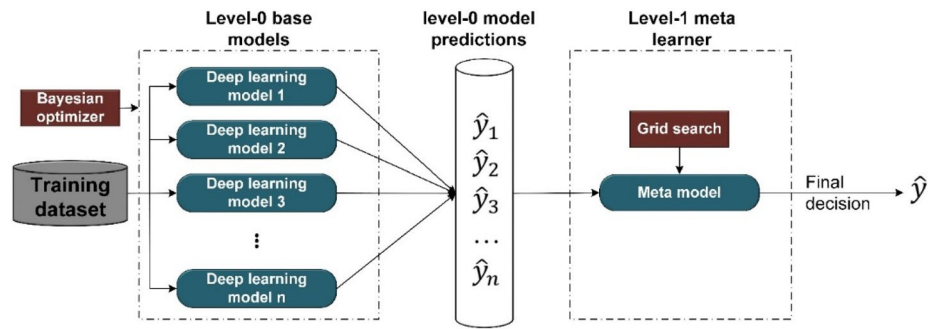 Level-0 base
models
level-0 model
predictions
Level-1 meta
learner
Bayesian
optimizer
Training
dataset
Deep learning
model 1
Deep learning
model 2
Deep learning
model 3
...
Deep learning
model n
ŷ₁
ŷ₂
ŷ₃
...
ŷₙ
Grid search
Meta model
Final
decision
ŷ